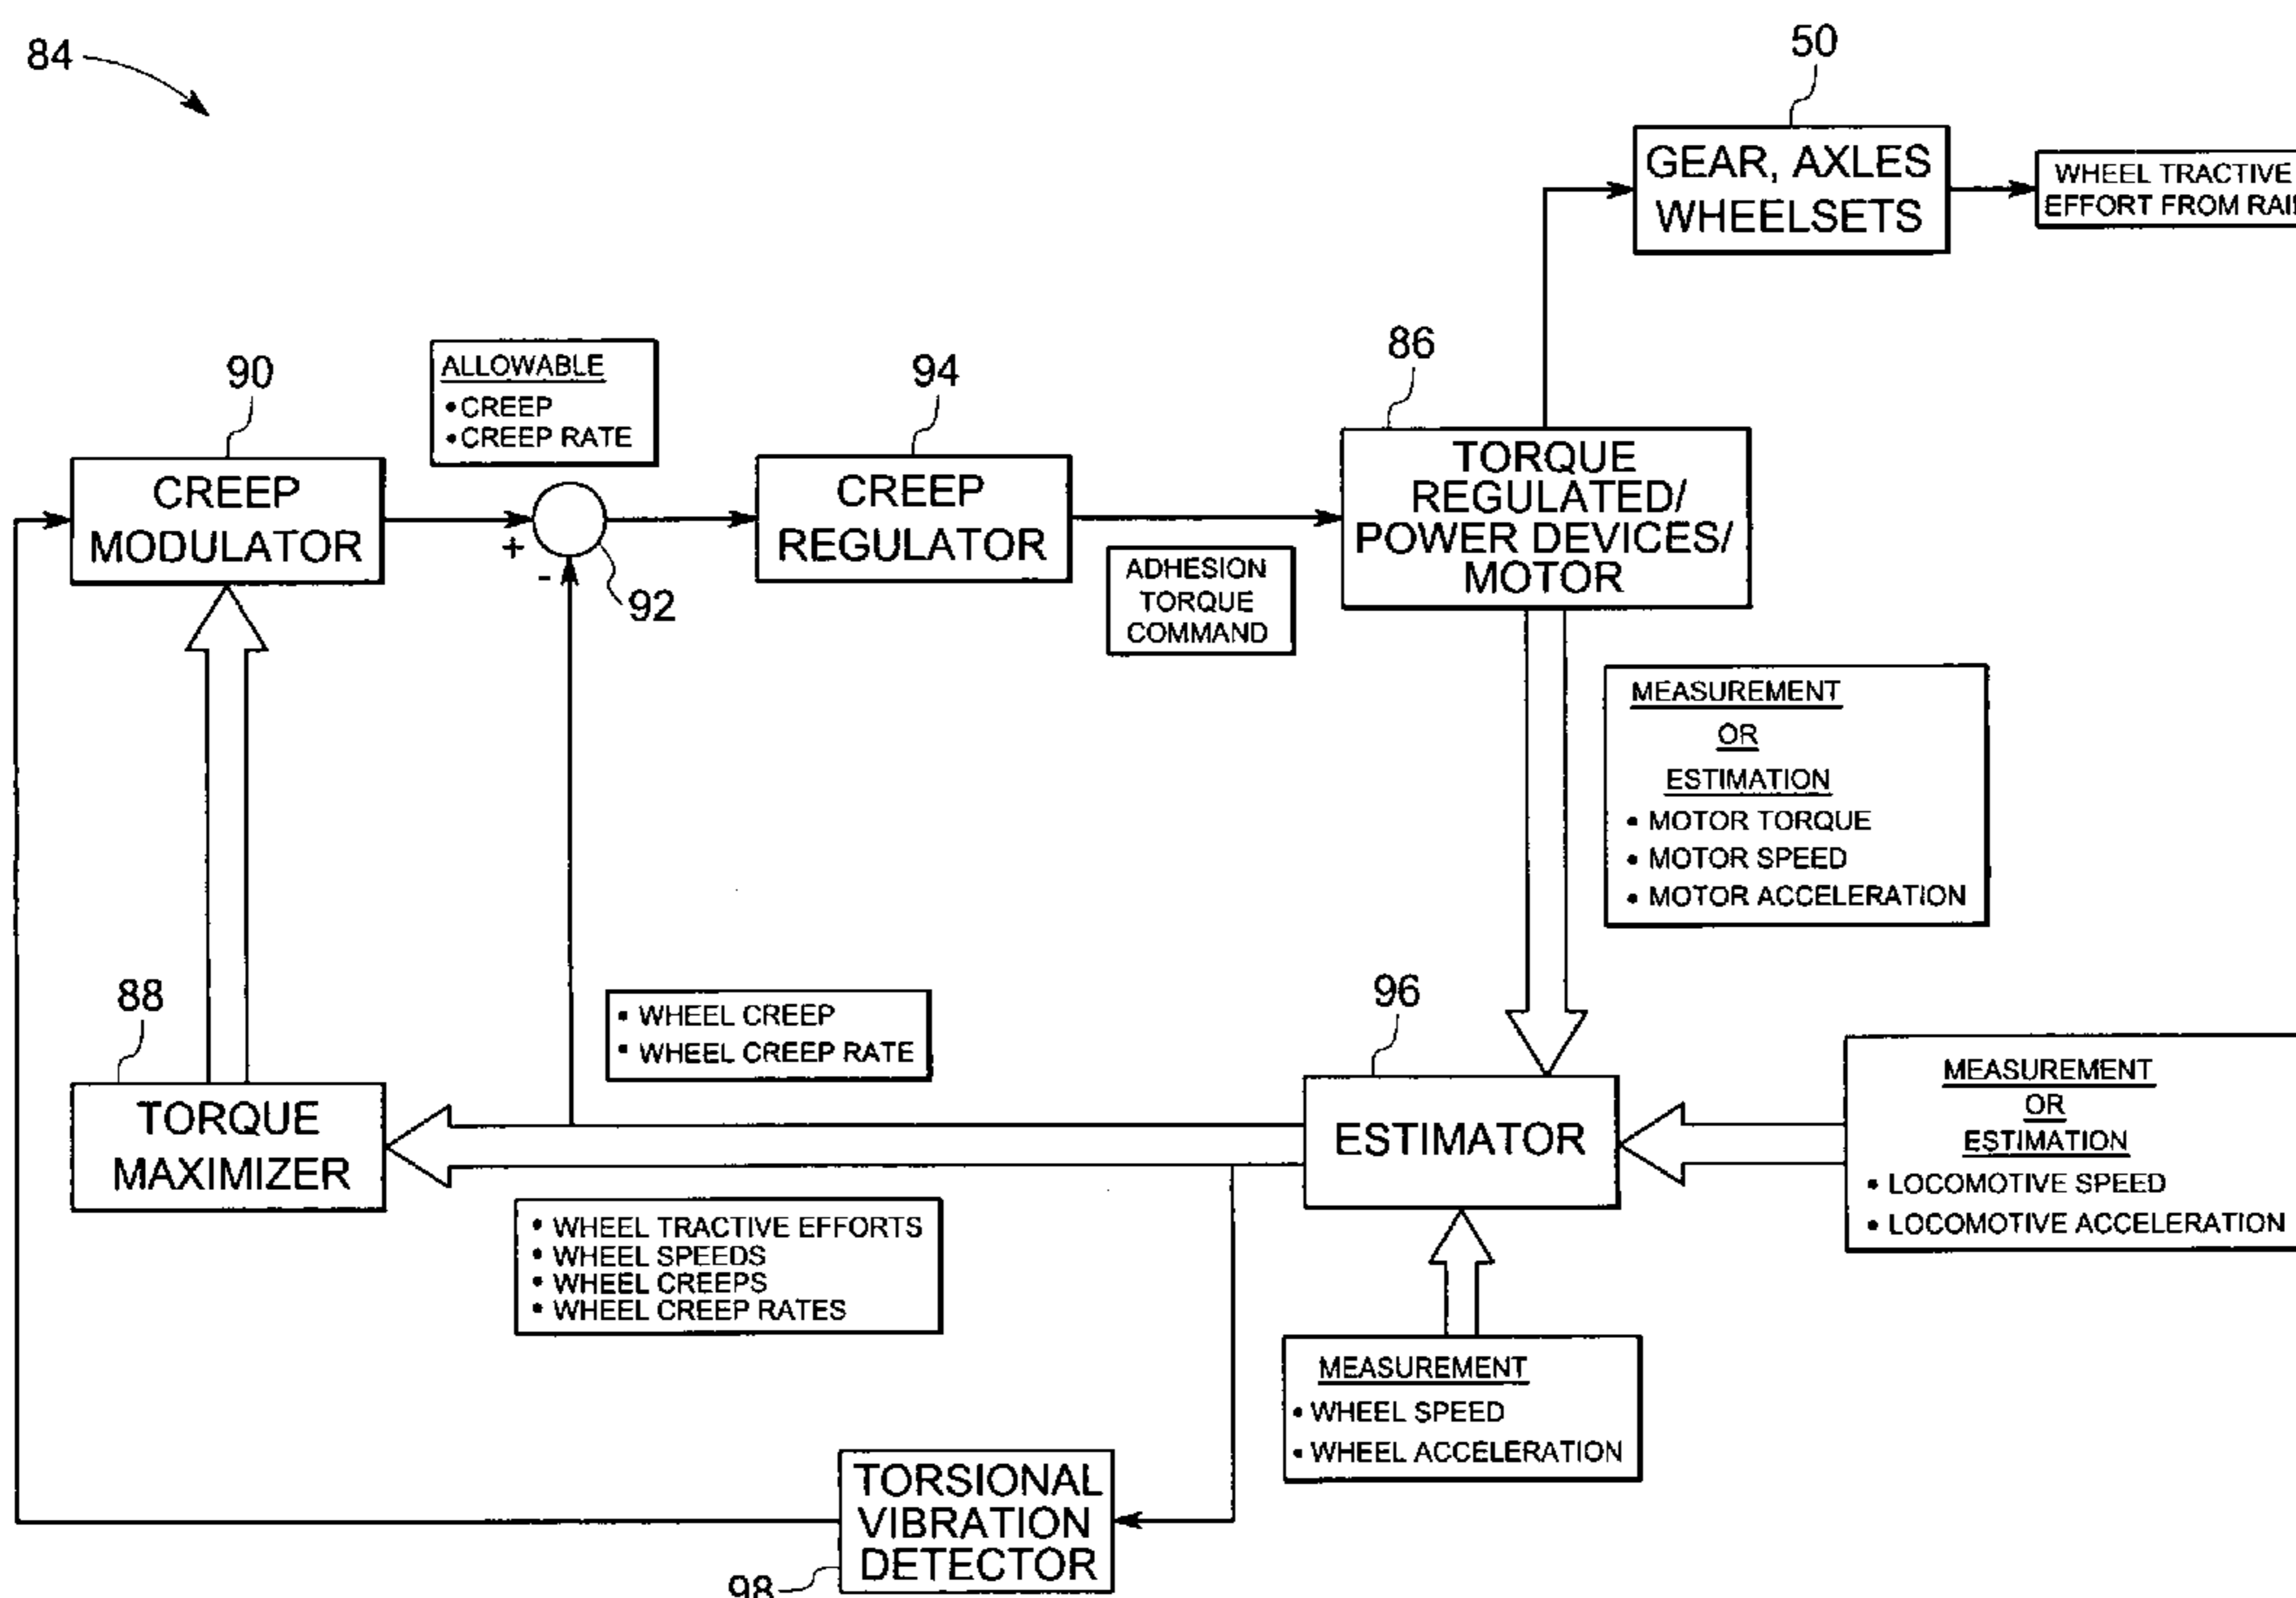 84
50
GEAR, AXLES
WHEELSETS
WHEEL TRACTIVE
EFFORT FROM
90
ALLOWABLE
•CREEP
•CREEP RATE
94
86
CREEP
MODULATOR
+
-
92
CREEP
REGULATOR
ADHESION
TORQUE
COMMAND
TORQUE
REGULATED/
POWER DEVICES/
MOTOR
MEASUREMENT
OR
ESTIMATION
• MOTOR TORQUE
• MOTOR SPEED
• MOTOR ACCELERATION
88
• WHEEL CREEP
• WHEEL CREEP RATE
96
TORQUE
MAXIMIZER
ESTIMATOR
MEASUREMENT
OR
ESTIMATION
• LOCOMOTIVE SPEED
• LOCOMOTIVE ACCELERATION
• WHEEL TRACTIVE EFFORTS
• WHEEL SPEEDS
• WHEEL CREEPS
• WHEEL CREEP RATES
MEASUREMENT
• WHEEL SPEED
• WHEEL ACCELERATION
TORSIONAL
VIBRATION
DETECTOR
98